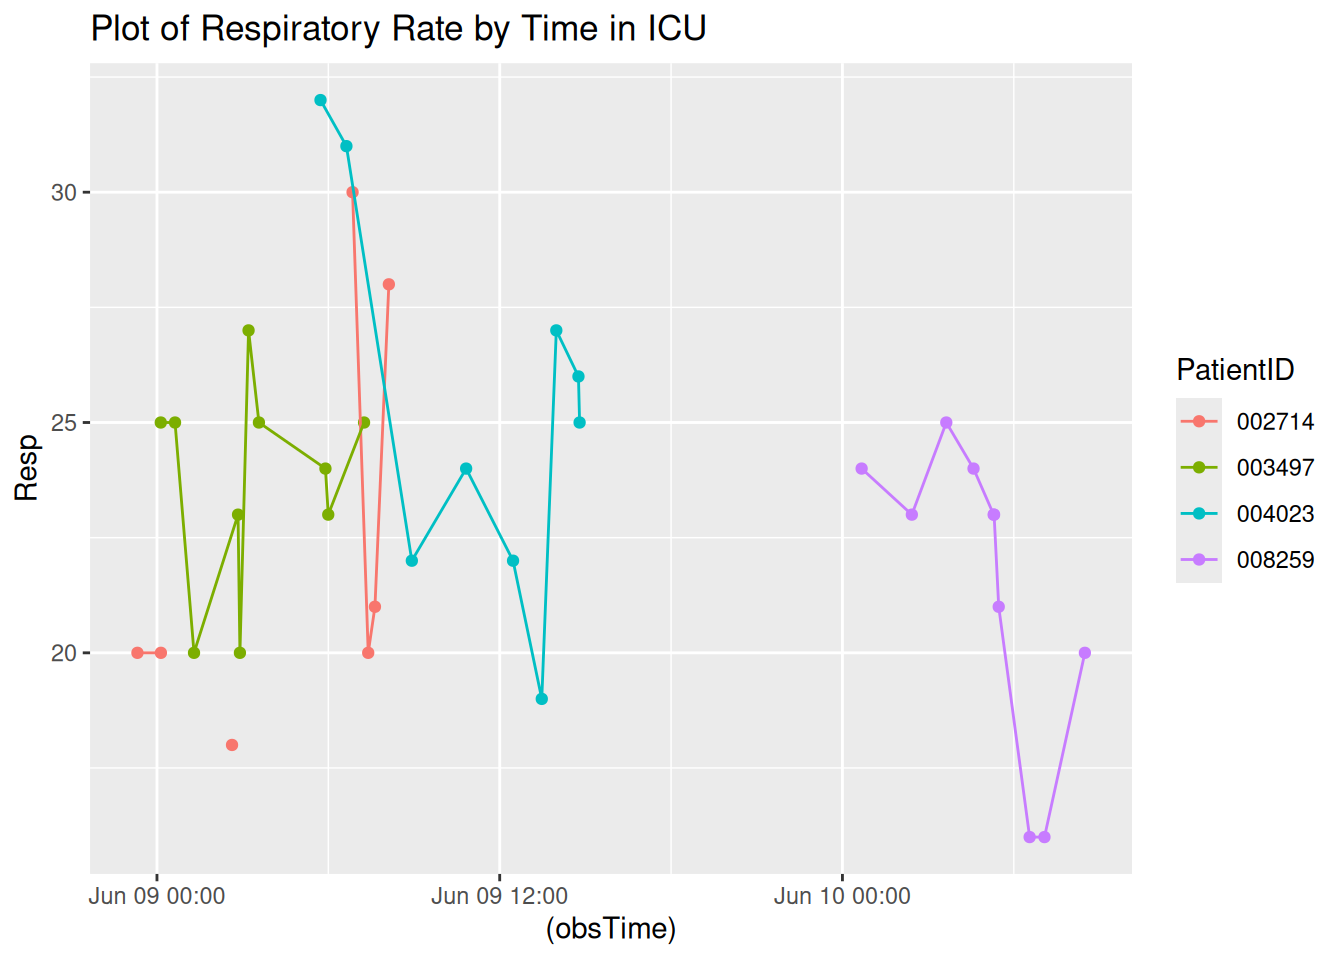 Plot of Respiratory Rate by Time in ICU
30
25
20
Resp
Jun 09 00:00
Jun 09 12:00
Jun 10 00:00
(obsTime)
PatientID
002714
003497
004023
008259